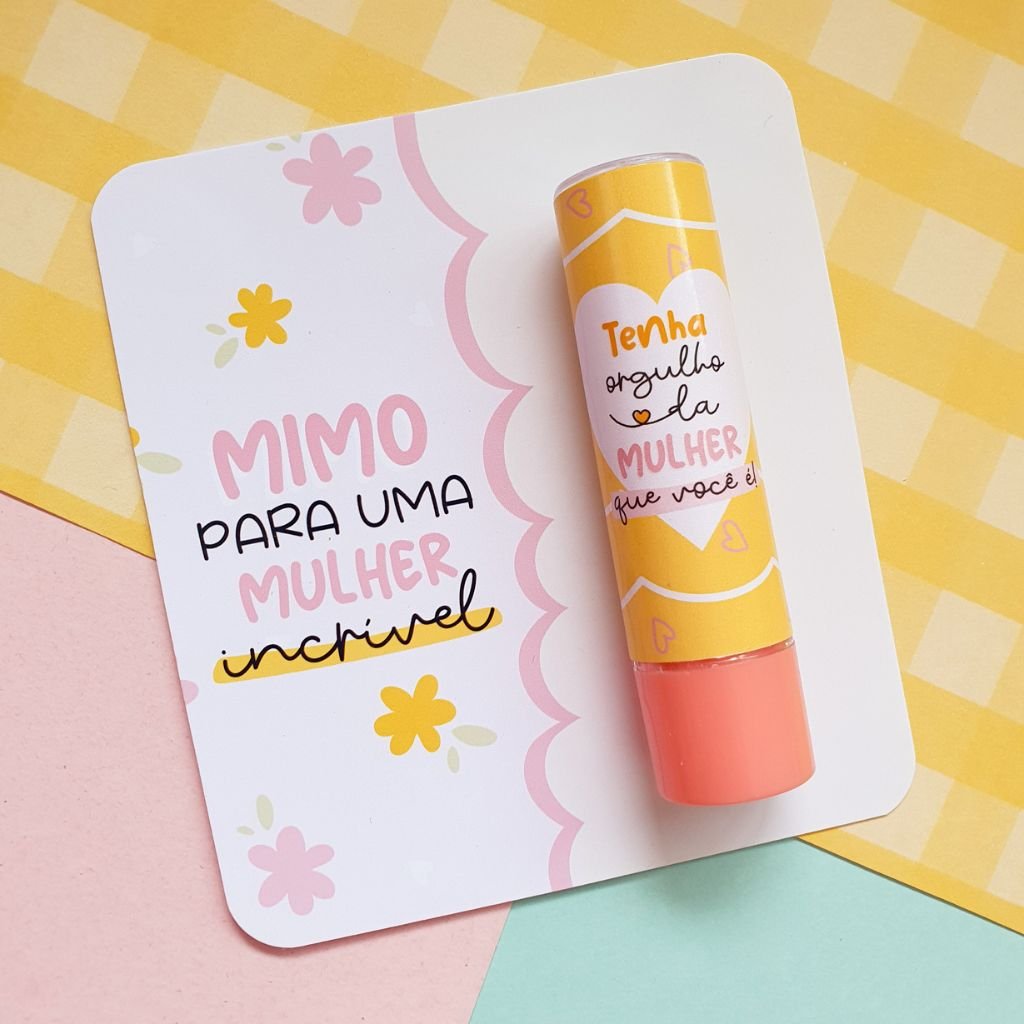 MIMO
PARA UMA
MULHER
incrível
Tenha
orgulho
da
MULHER
que você é!